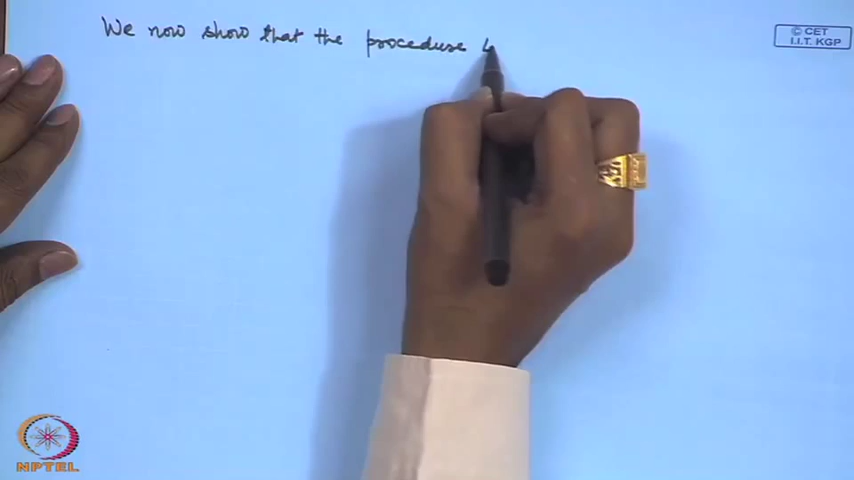 We now show that the procedure
© CET
I.I.T. KGP
NPTEL